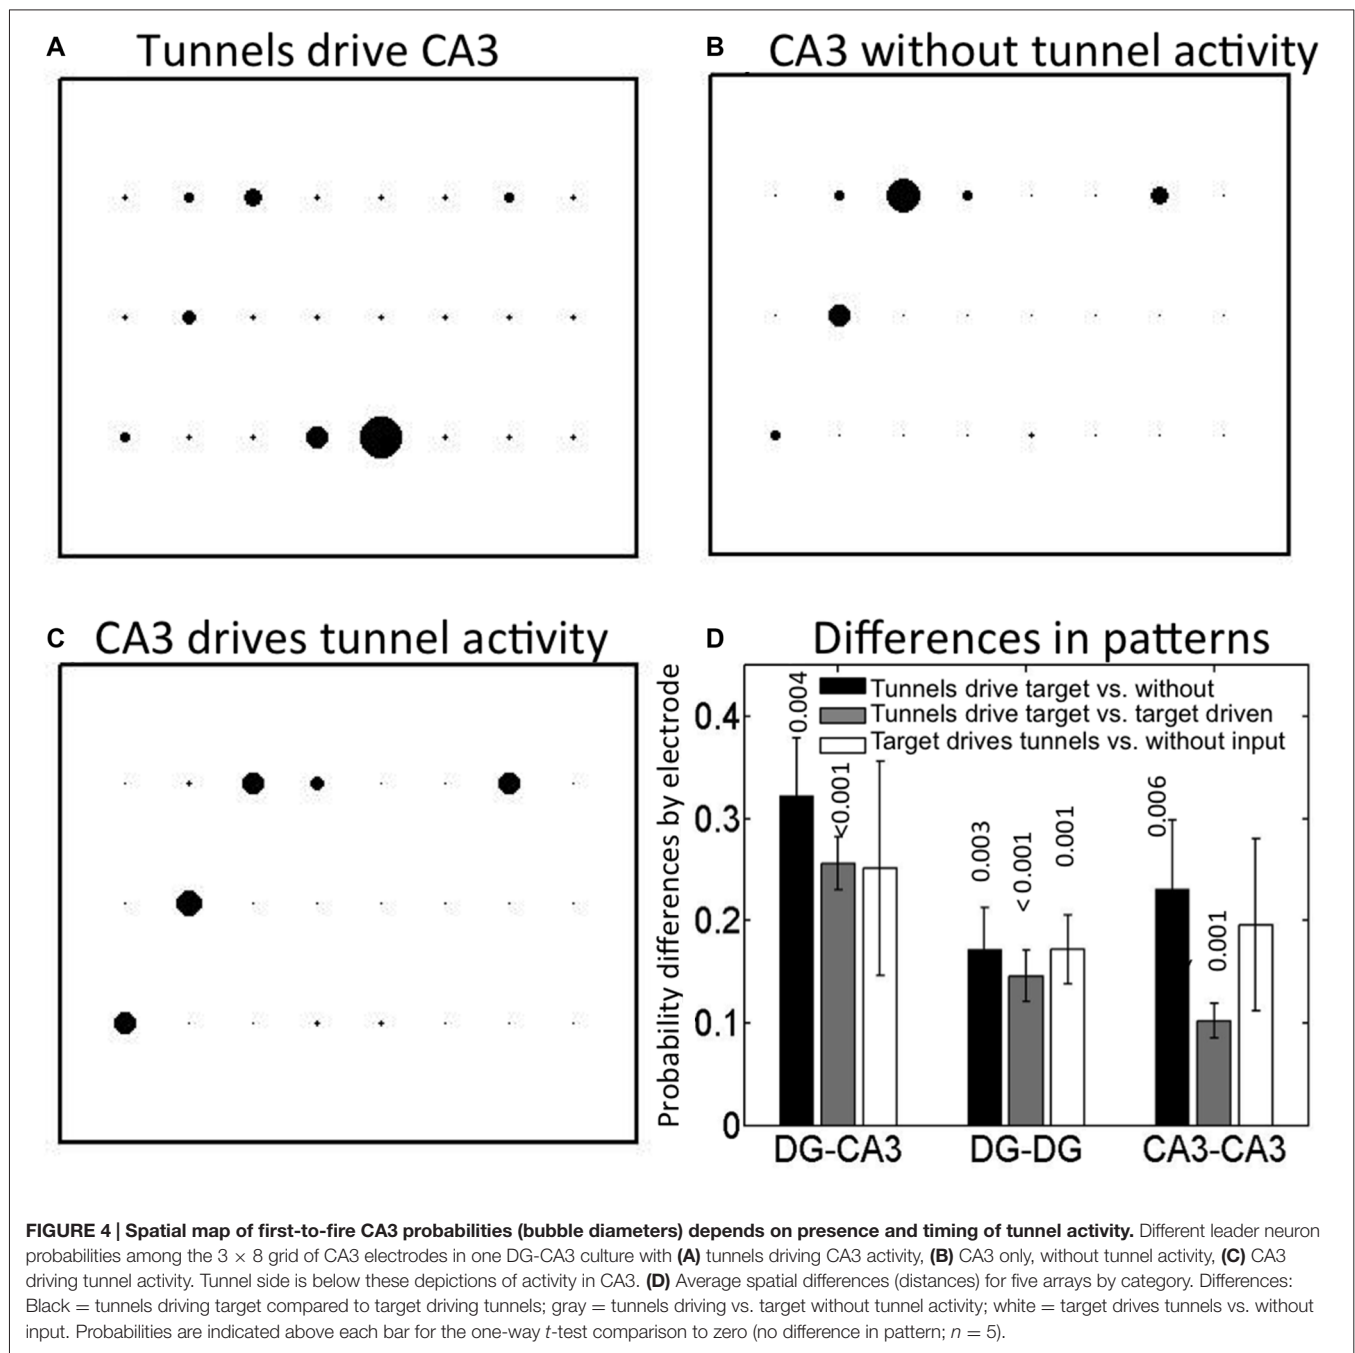 A Tunnels drive CA3
B CA3 without tunnel activity
C CA3 drives tunnel activity
D Differences in patterns
Probability differences by electrode
0.4
0.3
0.2
0.1
0
Tunnels drive target vs. without
Tunnels drive target vs. target driven
Target drives tunnels vs. without input
0.004
<0.001
0.003
< 0.001
0.001
0.006
0.001
DG-CA3
DG-DG
CA3-CA3
FIGURE 4 | Spatial map of first-to-fire CA3 probabilities (bubble diameters) depends on presence and timing of tunnel activity. Different leader neuron
probabilities among the 3 × 8 grid of CA3 electrodes in one DG-CA3 culture with (A) tunnels driving CA3 activity, (B) CA3 only, without tunnel activity, (C) CA3
driving tunnel activity. Tunnel side is below these depictions of activity in CA3. (D) Average spatial differences (distances) for five arrays by category. Differences:
Black = tunnels driving target compared to target driving tunnels; gray = tunnels driving vs. target without tunnel activity; white = target drives tunnels vs. without
input. Probabilities are indicated above each bar for the one-way t-test comparison to zero (no difference in pattern; n = 5).